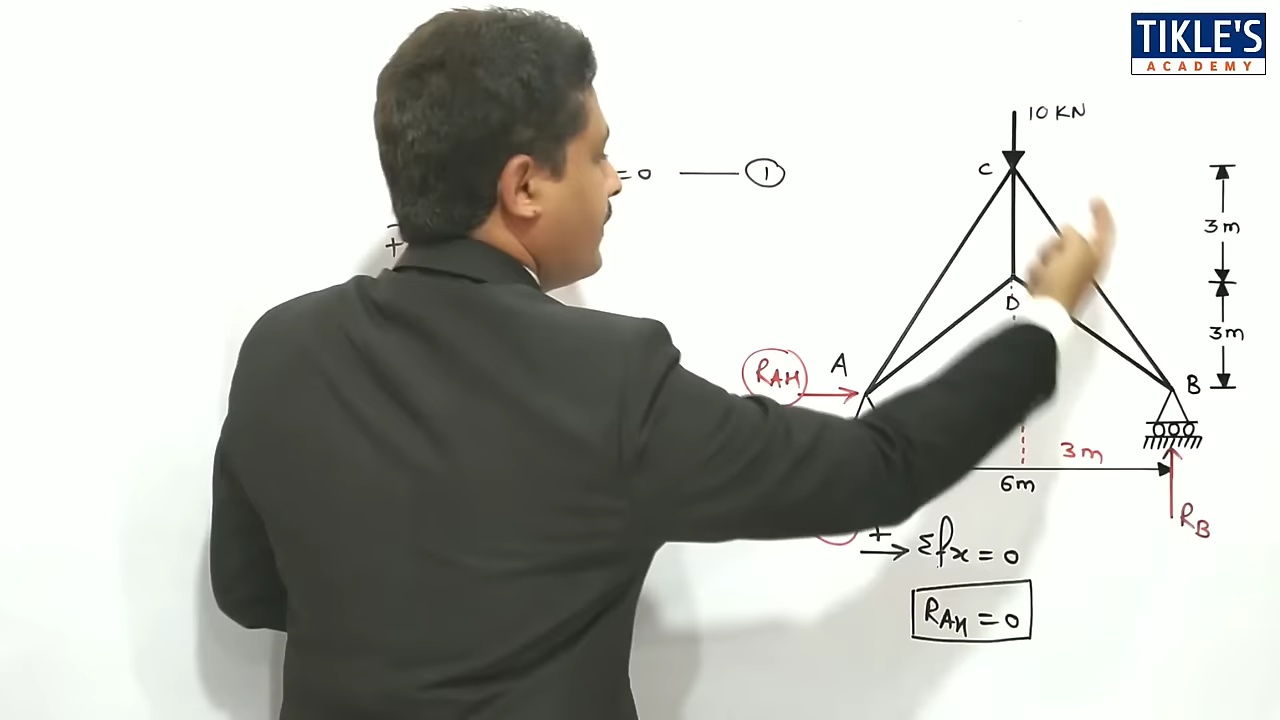 TIKLE'S
ACADEMY
10 KN
= 0 ——— 1
C
3m
+
D
3m
RAH
A
B
3m
6m
RB
+ → Σfx = 0
RAH = 0